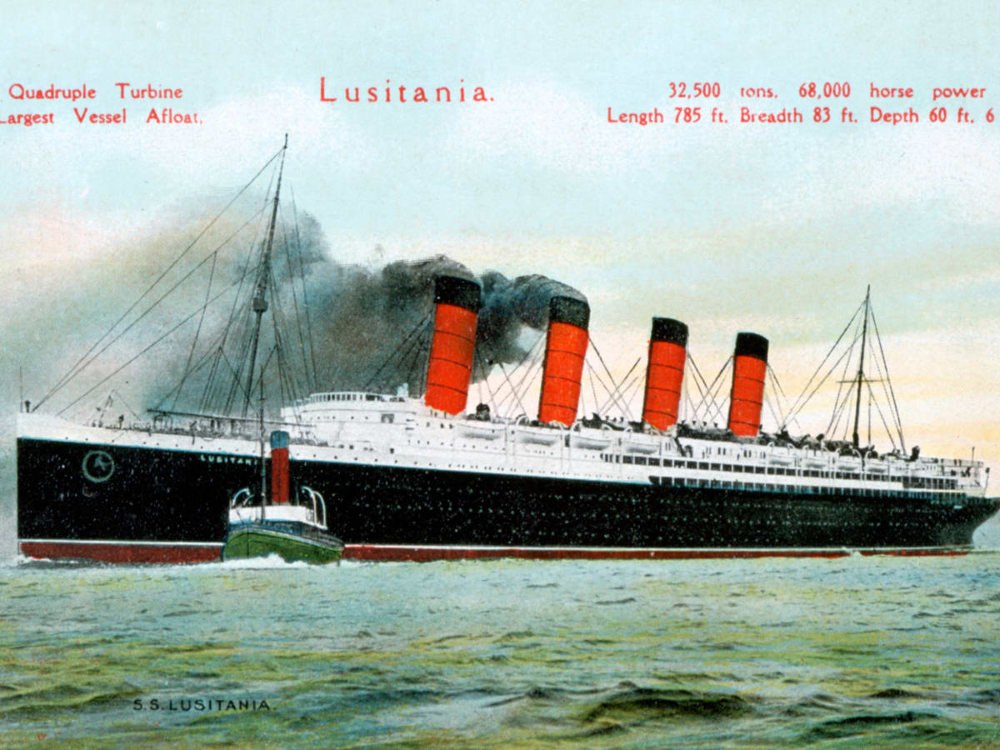 Quadruple Turbine
Largest Vessel Afloat.
Lusitania.
32,500 tons. 68,000 horse power
Length 785 ft. Breadth 83 ft. Depth 60 ft. 6
LUSITANIA
S.S. LUSITANIA.